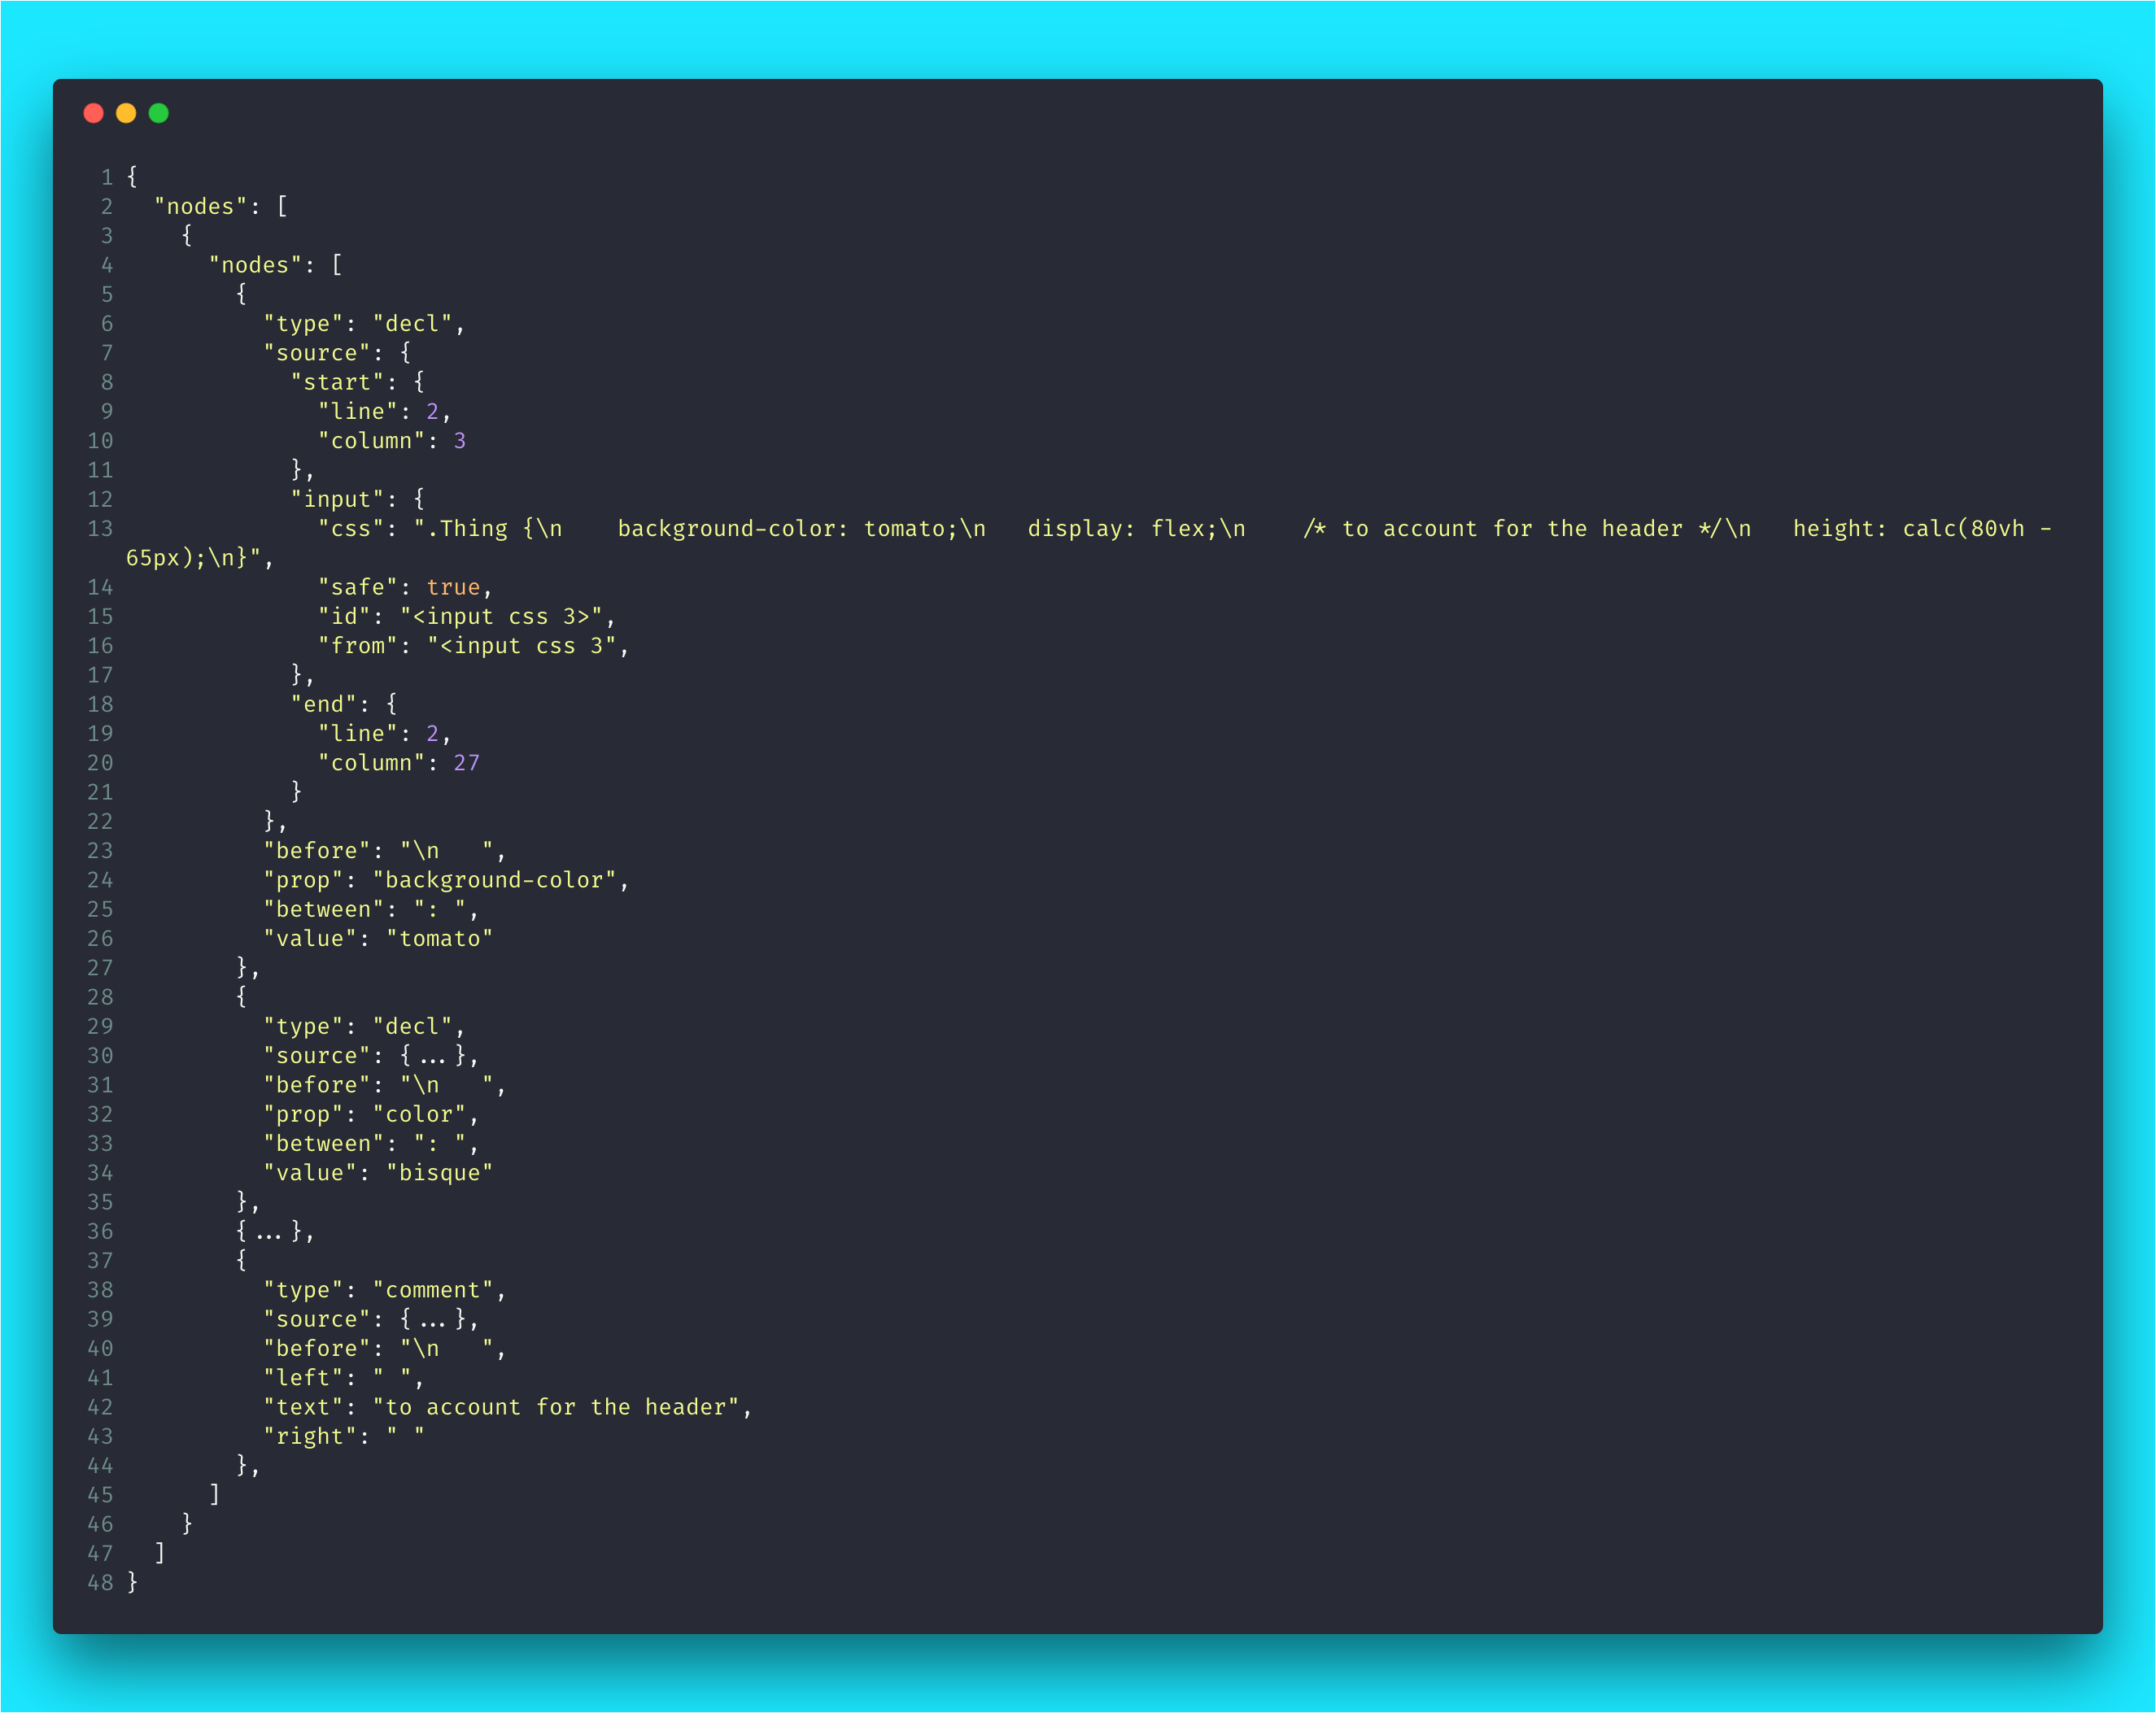 1 {
2   "nodes": [
3     {
4       "nodes": [
5         {
6           "type": "decl",
7           "source": {
8             "start": {
9               "line": 2,
10               "column": 3
11             },
12             "input": {
13               "css": ".Thing {\n    background-color: tomato;\n   display: flex;\n    /* to account for the header */\n   height: calc(80vh -
65px);\n}",
14               "safe": true,
15               "id": "<input css 3>",
16               "from": "<input css 3",
17             },
18             "end": {
19               "line": 2,
20               "column": 27
21             }
22           },
23           "before": "\n   ",
24           "prop": "background-color",
25           "between": ": ",
26           "value": "tomato"
27         },
28         {
29           "type": "decl",
30           "source": {...},
31           "before": "\n   ",
32           "prop": "color",
33           "between": ": ",
34           "value": "bisque"
35         },
36         {...},
37         {
38           "type": "comment",
39           "source": {...},
40           "before": "\n   ",
41           "left": " ",
42           "text": "to account for the header",
43           "right": " "
44         },
45       ]
46     }
47   ]
48 }